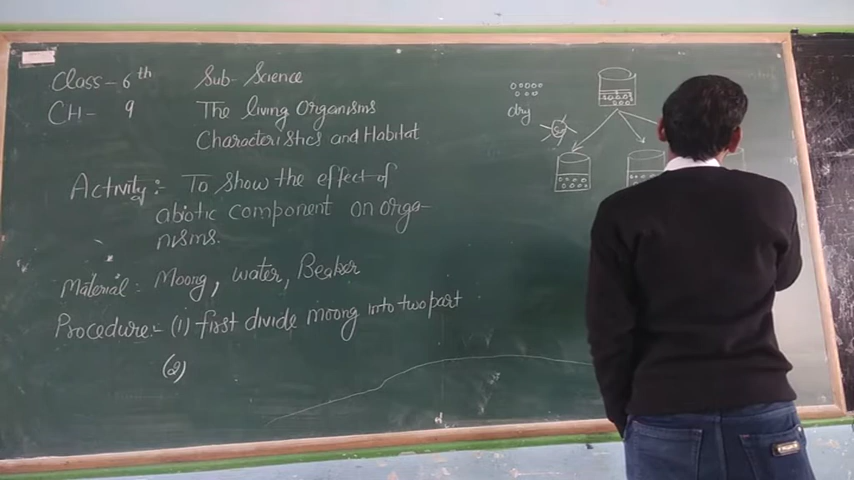 Class - 6th Sub- Science
CH- 9 The living Organisms
Characteristics and Habitat
Activity:- To show the effect of
abiotic component on orga-
nisms.
Material:- Moong, water, Beaker
Procedure:- (1) first divide moong into two part
(2)
dry
Sun